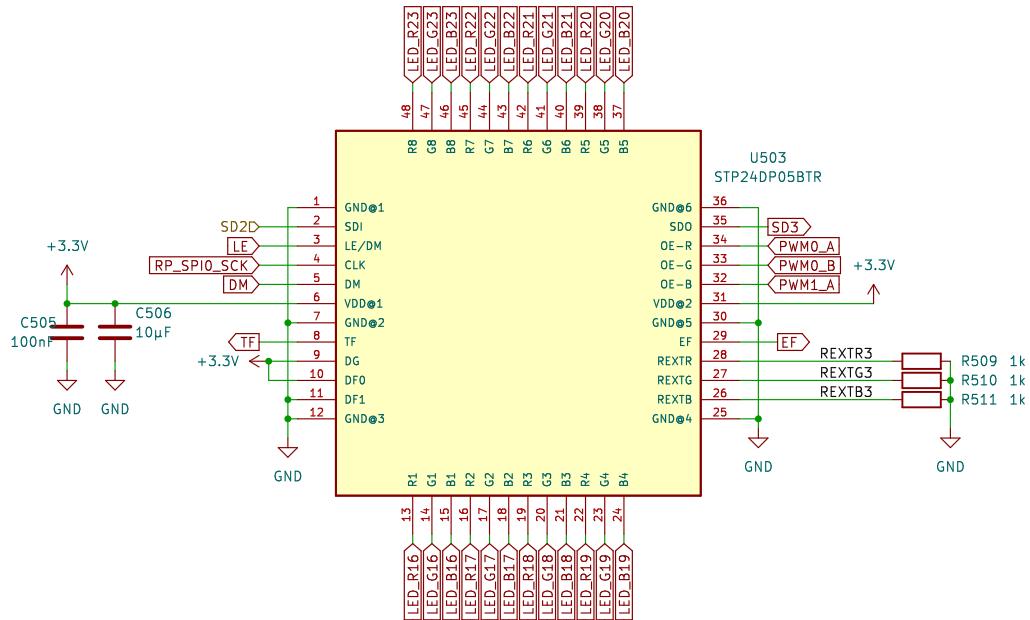 LED_R23
LED_G23
LED_B23
LED_R22
LED_G22
LED_B22
LED_R21
LED_G21
LED_B21
LED_R20
LED_G20
LED_B20
48
47
46
45
44
43
42
41
40
39
38
37
R8
G8
B8
R7
G7
B7
R6
G6
B6
R5
G5
B5
U503
STP24DP05BTR
1 GND@1
SD2 2 SDI
LE 3 LE/DM
RP_SPI0_SCK 4 CLK
DM 5 DM
+3.3V
6 VDD@1
7 GND@2
TF 8 TF
+3.3V 9 DG
10 DF0
11 DF1
12 GND@3
C505
100nF
C506
10µF
GND
GND
GND
GND@6 36
SDO 35 SD3
OE-R 34 PWM0_A
OE-G 33 PWM0_B
OE-B 32 PWM1_A
+3.3V
VDD@2 31
GND@5 30
EF 29 EF
REXTR 28 REXTR3 R509 1k
REXTG 27 REXTG3 R510 1k
REXTB 26 REXTB3 R511 1k
GND@4 25
GND
GND
R1
G1
B1
R2
G2
B2
R3
G3
B3
R4
G4
B4
13
14
15
16
17
18
19
20
21
22
23
24
LED_R16
LED_G16
LED_B16
LED_R17
LED_G17
LED_B17
LED_R18
LED_G18
LED_B18
LED_R19
LED_G19
LED_B19